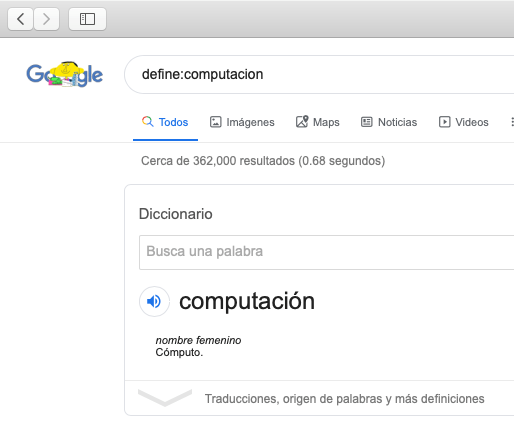 Google
define:computacion
Todos Imágenes Maps Noticias Videos
Cerca de 362,000 resultados (0.68 segundos)
Diccionario
Busca una palabra
computación
nombre femenino
Cómputo.
Traducciones, origen de palabras y más definiciones